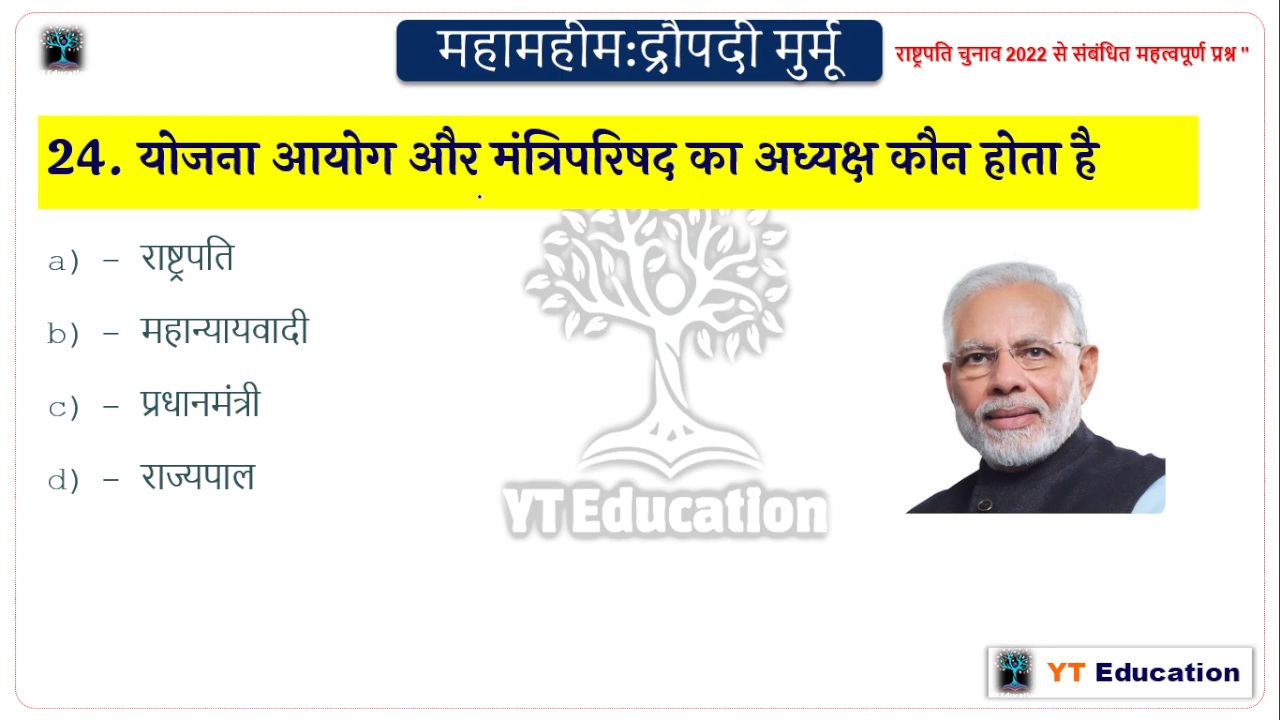 महामहीम:द्रौपदी मुर्मू
राष्ट्रपति चुनाव 2022 से संबंधित महत्वपूर्ण प्रश्न "
24. योजना आयोग और मंत्रिपरिषद का अध्यक्ष कौन होता है
a) - राष्ट्रपति
b) - महान्यायवादी
c) - प्रधानमंत्री
d) - राज्यपाल
YT Education
YT Education